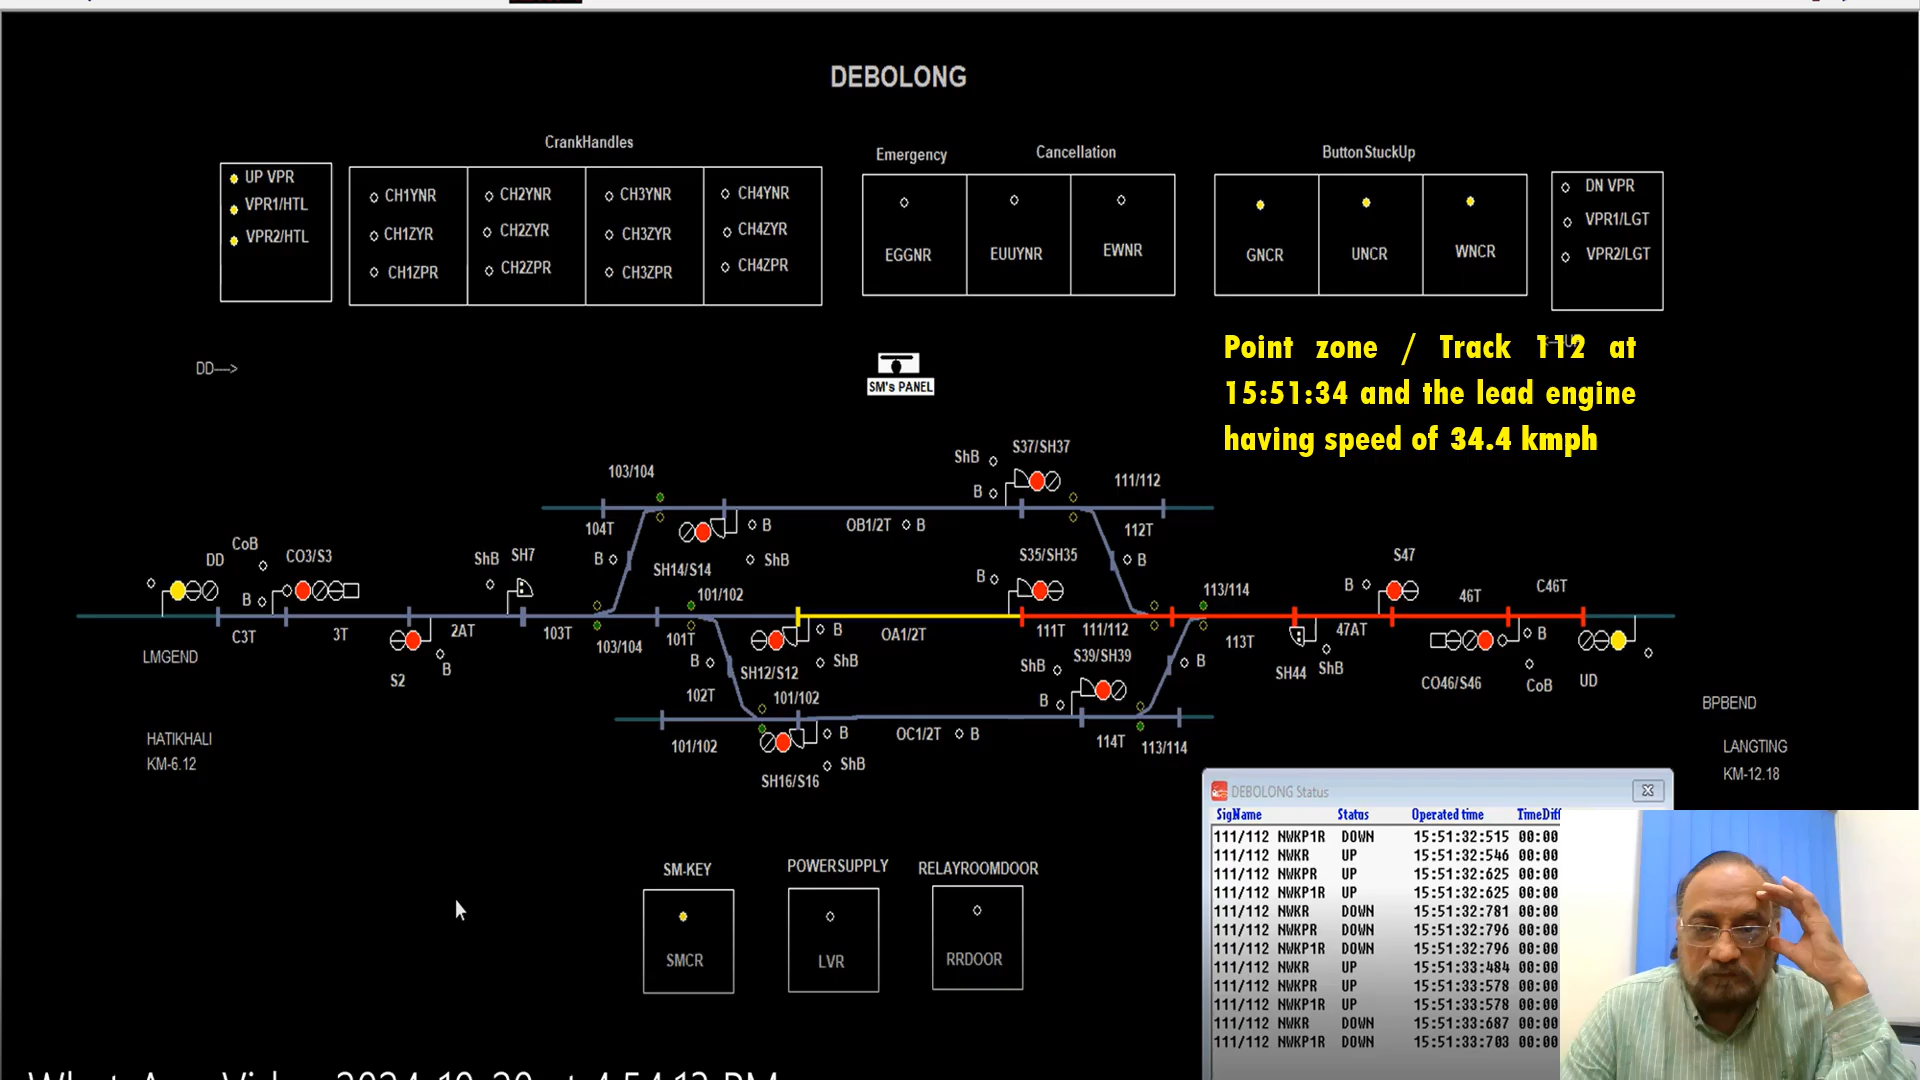 DEBOLONG
CrankHandles
Emergency Cancellation ButtonStuckUp
UP VPR
VPR1/HTL
VPR2/HTL
CH1YNR CH2YNR CH3YNR CH4YNR
CH1ZYR CH2ZYR CH3ZYR CH4ZYR
CH1ZPR CH2ZPR CH3ZPR CH4ZPR
EGGNR EUUYNR EWNR
GNCR UNCR WNCR
DN VPR
VPR1/LGT
VPR2/LGT
Point zone / Track 112 at
15:51:34 and the lead engine
having speed of 34.4 kmph
DD--->
SM's PANEL
S37/SH37
ShB
103/104 B 111/112
104T B OB1/2T B 112T
CoB DD CO3/S3 ShB SH7 B ShB S35/SH35 B S47
SH14/S14
B B 101/102 113/114 B 46T C46T
C3T 3T 2AT 103T 101T B OA1/2T 111T 111/112 113T 47AT B
103/104
LMGEND S2 B B SH12/S12 ShB ShB S39/SH39 B SH44 ShB CO46/S46 CoB UD
102T 101/102 B
BPBEND
HATIKHALI 101/102 B OC1/2T B 114T 113/114 LANGTING
KM-6.12 ShB KM-12.18
SH16/S16
DEBOLONG Status
SigName Status Operated time TimeDiff
111/112 NWKP1R DOWN 15:51:32:515 00:00
111/112 NWKR UP 15:51:32:546 00:00
111/112 NWKPR UP 15:51:32:625 00:00
111/112 NWKP1R UP 15:51:32:625 00:00
111/112 NWKR DOWN 15:51:32:781 00:00
111/112 NWKPR DOWN 15:51:32:796 00:00
111/112 NWKP1R DOWN 15:51:32:796 00:00
111/112 NWKR UP 15:51:33:484 00:00
111/112 NWKPR UP 15:51:33:578 00:00
111/112 NWKP1R UP 15:51:33:578 00:00
111/112 NWKR DOWN 15:51:33:687 00:00
111/112 NWKP1R DOWN 15:51:33:703 00:00
SM-KEY POWERSUPPLY RELAYROOMDOOR
SMCR LVR RRDOOR
WhatsApp Video 2024-10-20 at 4.54.13 PM